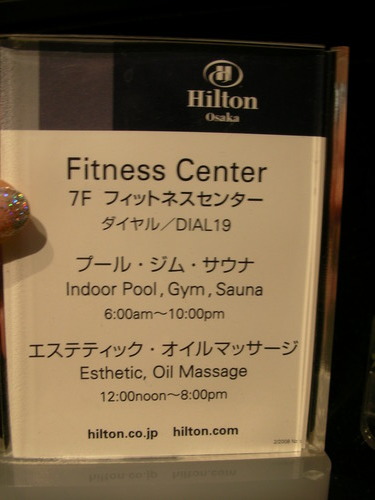 Hilton
Osaka
Fitness Center
7F フィットネスセンター
ダイヤル／DIAL19
プール・ジム・サウナ
Indoor Pool, Gym, Sauna
6:00am～10:00pm
エステティック・オイルマッサージ
Esthetic, Oil Massage
12:00noon～8:00pm
hilton.co.jp hilton.com